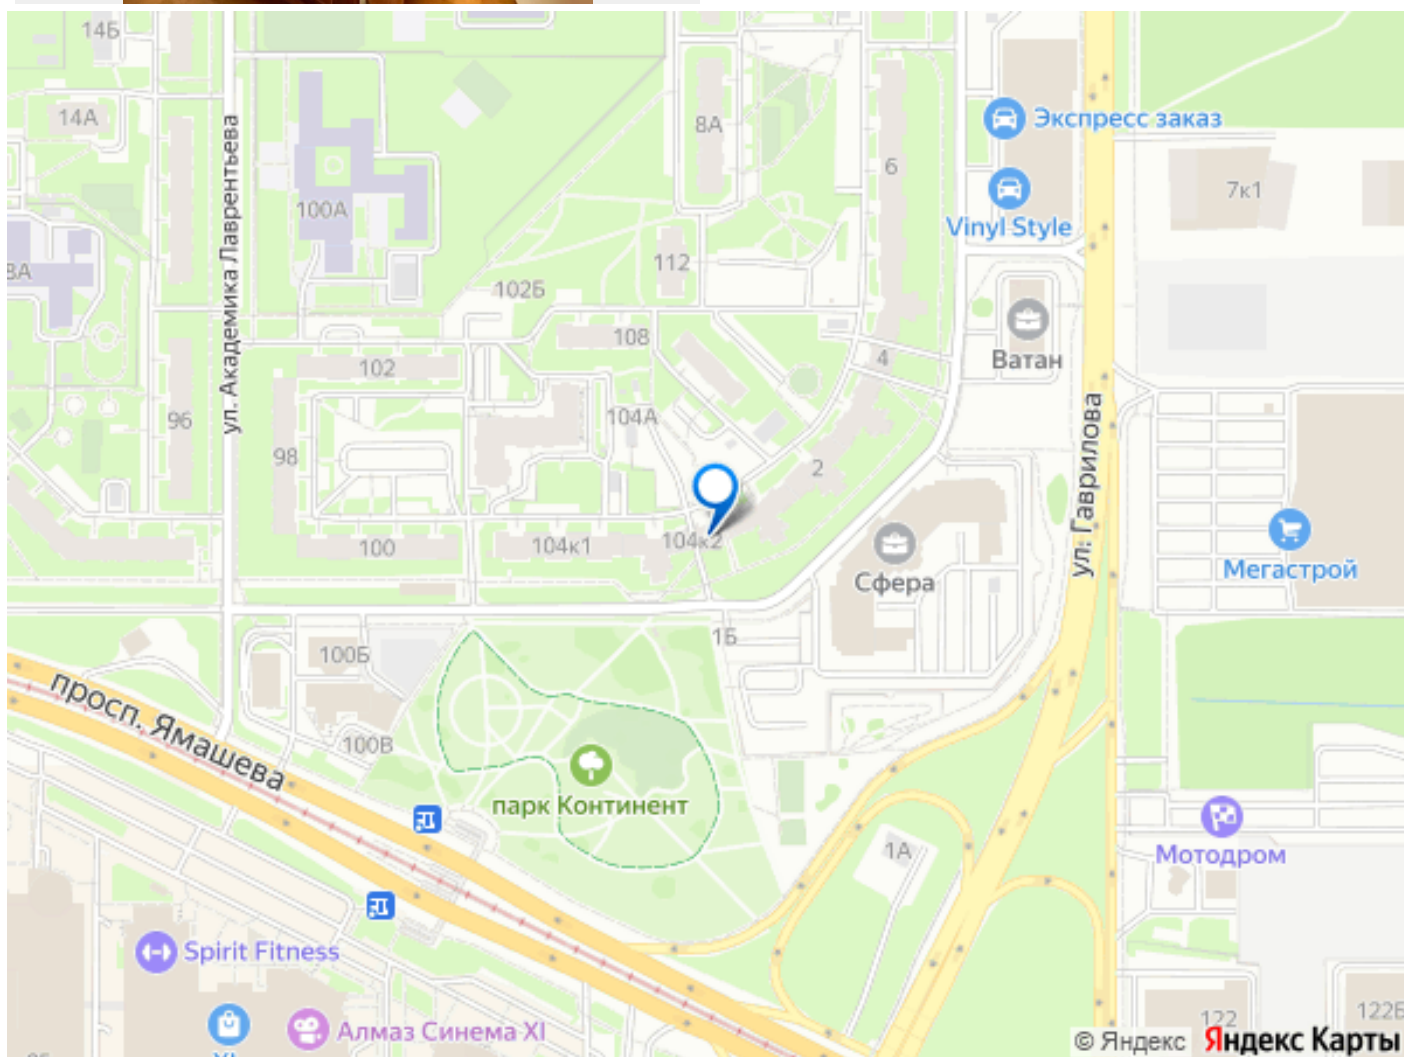 14Б
14А
8А
6
Экспресс заказ
Vinyl Style
7к1
ул. Академика Лаврентьева
100А
112
102Б
108
102
4
Ватан
96
98
104А
2
ул. Гаврилова
100
104к1
104к2
Сфера
Мегастрой
1Б
100Б
100В
просп. Ямашева
парк Континент
1А
Мотодром
Spirit Fitness
Алмаз Синема XI
122
122Б
© Яндекс Яндекс Карты